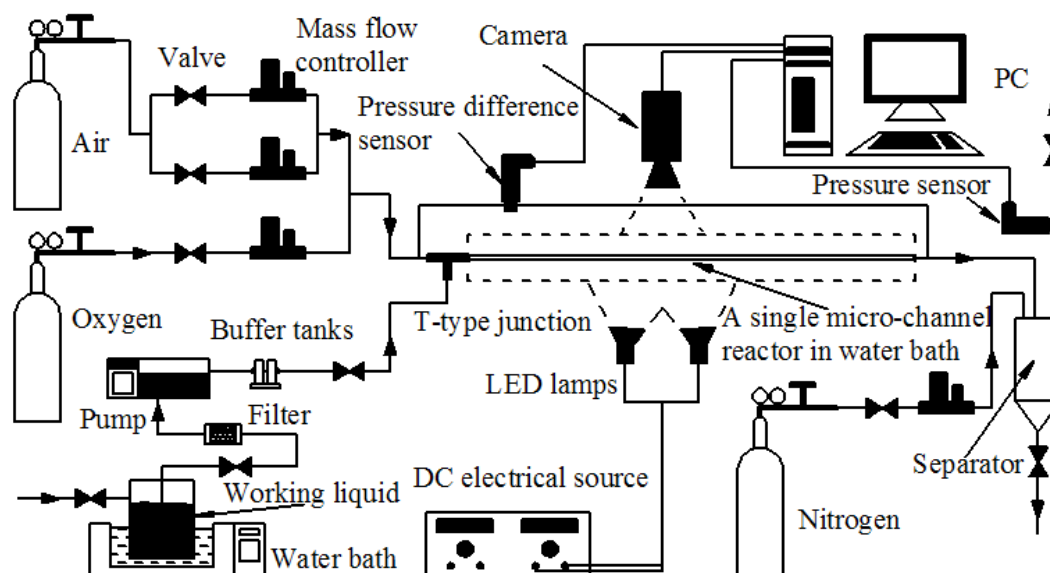 Mass flow
controller
Camera
Valve
PC
Pressure difference
sensor
Air
Pressure sensor
Oxygen
Buffer tanks
T-type junction
A single micro-channel
reactor in water bath
LED lamps
Pump
Filter
Separator
DC electrical source
Working liquid
Nitrogen
Water bath